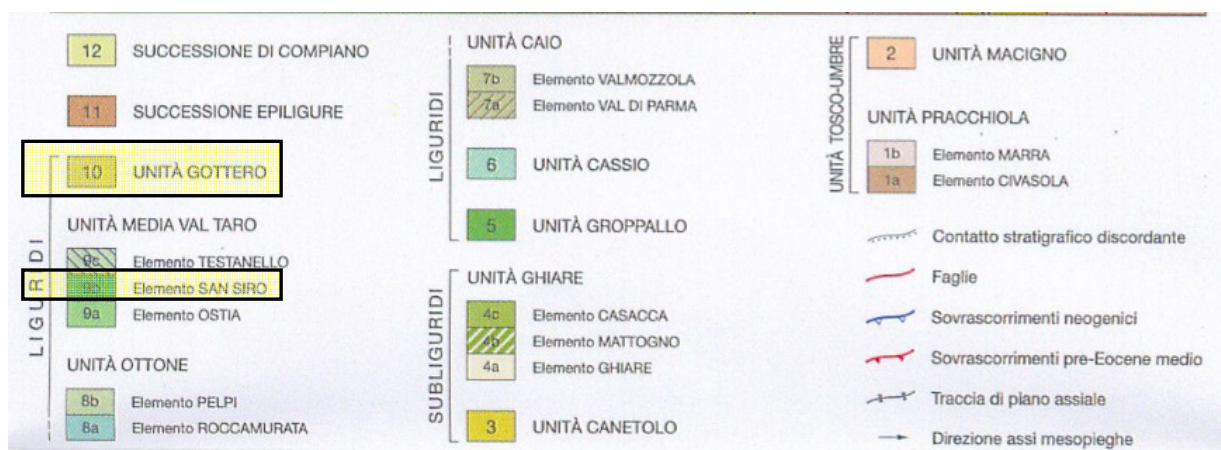 12 SUCCESSIONE DI COMPIANO
11 SUCCESSIONE EPILIGURE
LIGURIDI
10 UNITÀ GOTTERO
UNITÀ MEDIA VAL TARO
9c Elemento TESTANELLO
9b Elemento SAN SIRO
9a Elemento OSTIA
UNITÀ OTTONE
8b Elemento PELPI
8a Elemento ROCCAMURATA
LIGURIDI
UNITÀ CAIO
7b Elemento VALMOZZOLA
7a Elemento VAL DI PARMA
6 UNITÀ CASSIO
5 UNITÀ GROPPALLO
SUBLIGURIDI
UNITÀ GHIARE
4c Elemento CASACCA
4b Elemento MATTOGNO
4a Elemento GHIARE
3 UNITÀ CANETOLO
UNITÀ TOSCO-UMBRE
2 UNITÀ MACIGNO
UNITÀ PRACCHIOLA
1b Elemento MARRA
1a Elemento CIVASOLA
Contatto stratigrafico discordante
Faglie
Sovrascorrimenti neogenici
Sovrascorrimenti pre-Eocene medio
Traccia di piano assiale
Direzione assi mesopieghe